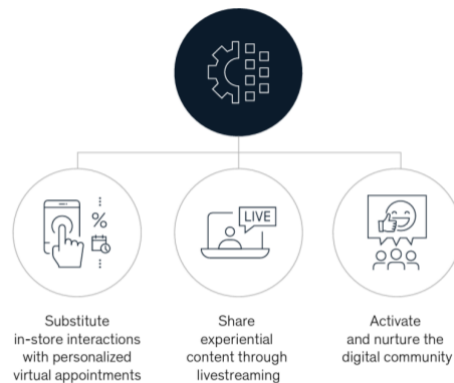 %
LIVE
Substitute
in-store interactions
with personalized
virtual appointments
Share
experiential
content through
livestreaming
Activate
and nurture the
digital community